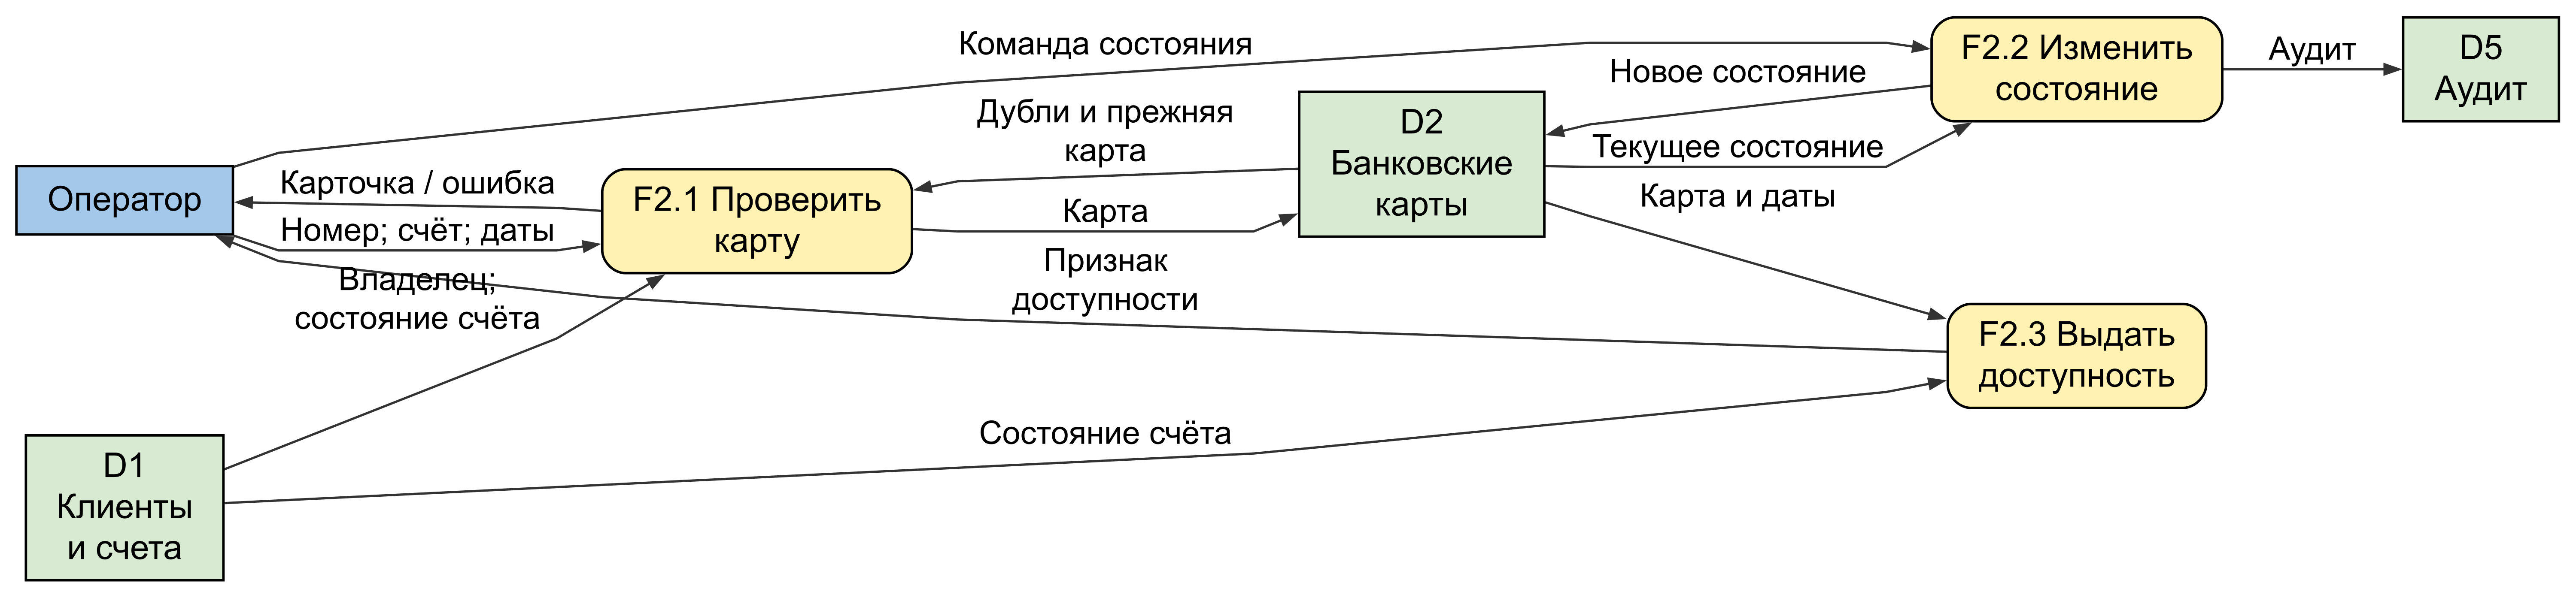 Команда состояния
F2.2 Изменить
состояние
Аудит
D5
Аудит
Новое состояние
Дубли и прежняя
карта
D2
Банковские
карты
Текущее состояние
Оператор
Карточка / ошибка
F2.1 Проверить
карту
Карта
Карта и даты
Номер; счёт; даты
Владелец;
состояние счёта
Признак
доступности
F2.3 Выдать
доступность
Состояние счёта
D1
Клиенты
и счета